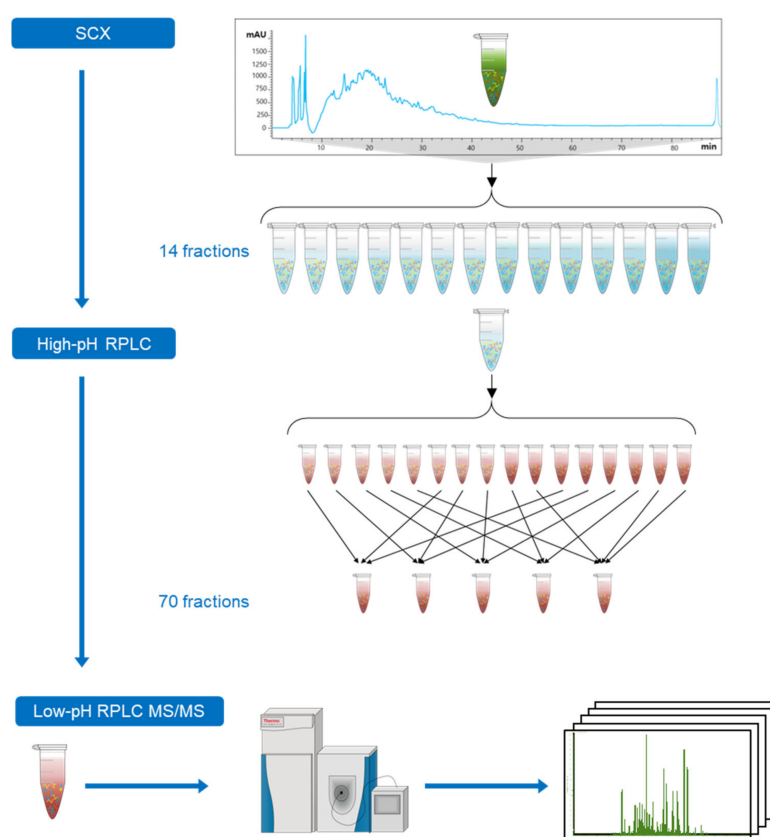 SCX
mAU
1500
1250
1000
750
500
250
0
10 20 30 40 50 60 70 80 min
14 fractions
High-pH RPLC
70 fractions
Low-pH RPLC MS/MS
Thermo